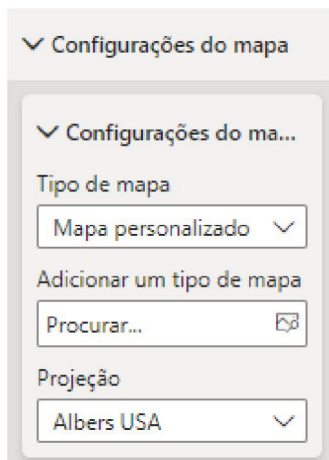 Configurações do mapa
Configurações do ma...
Tipo de mapa
Mapa personalizado
Adicionar um tipo de mapa
Procurar...
Projeção
Albers USA